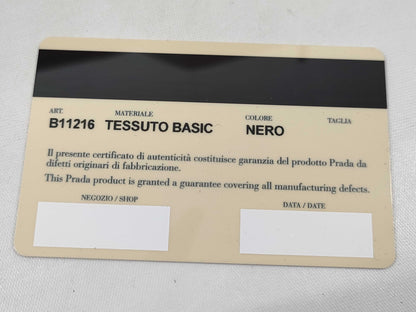 ART. MATERIALE COLORE TAGLIA
B11216 TESSUTO BASIC NERO
Il presente certificato di autenticità costituisce garanzia del prodotto Prada da
difetti originari di fabbricazione.
This Prada product is granted a guarantee covering all manufacturing defects.
NEGOZIO / SHOP DATA / DATE